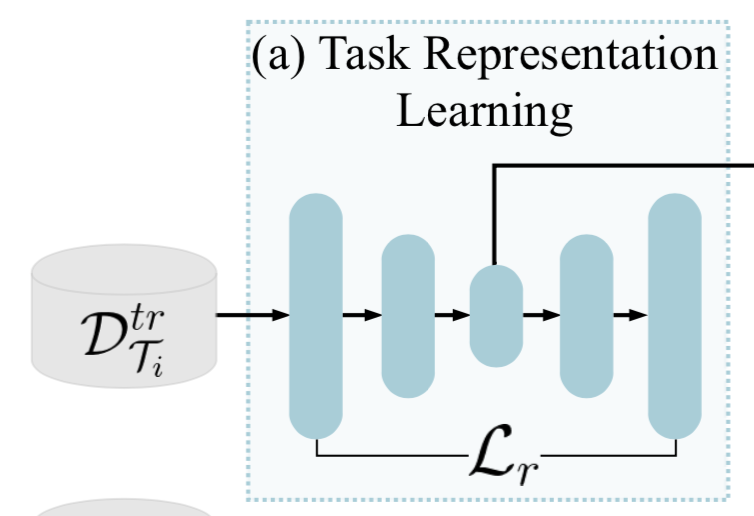 (a) Task Representation
Learning
𝒟^{tr}_{𝒯_i}
ℒ_r